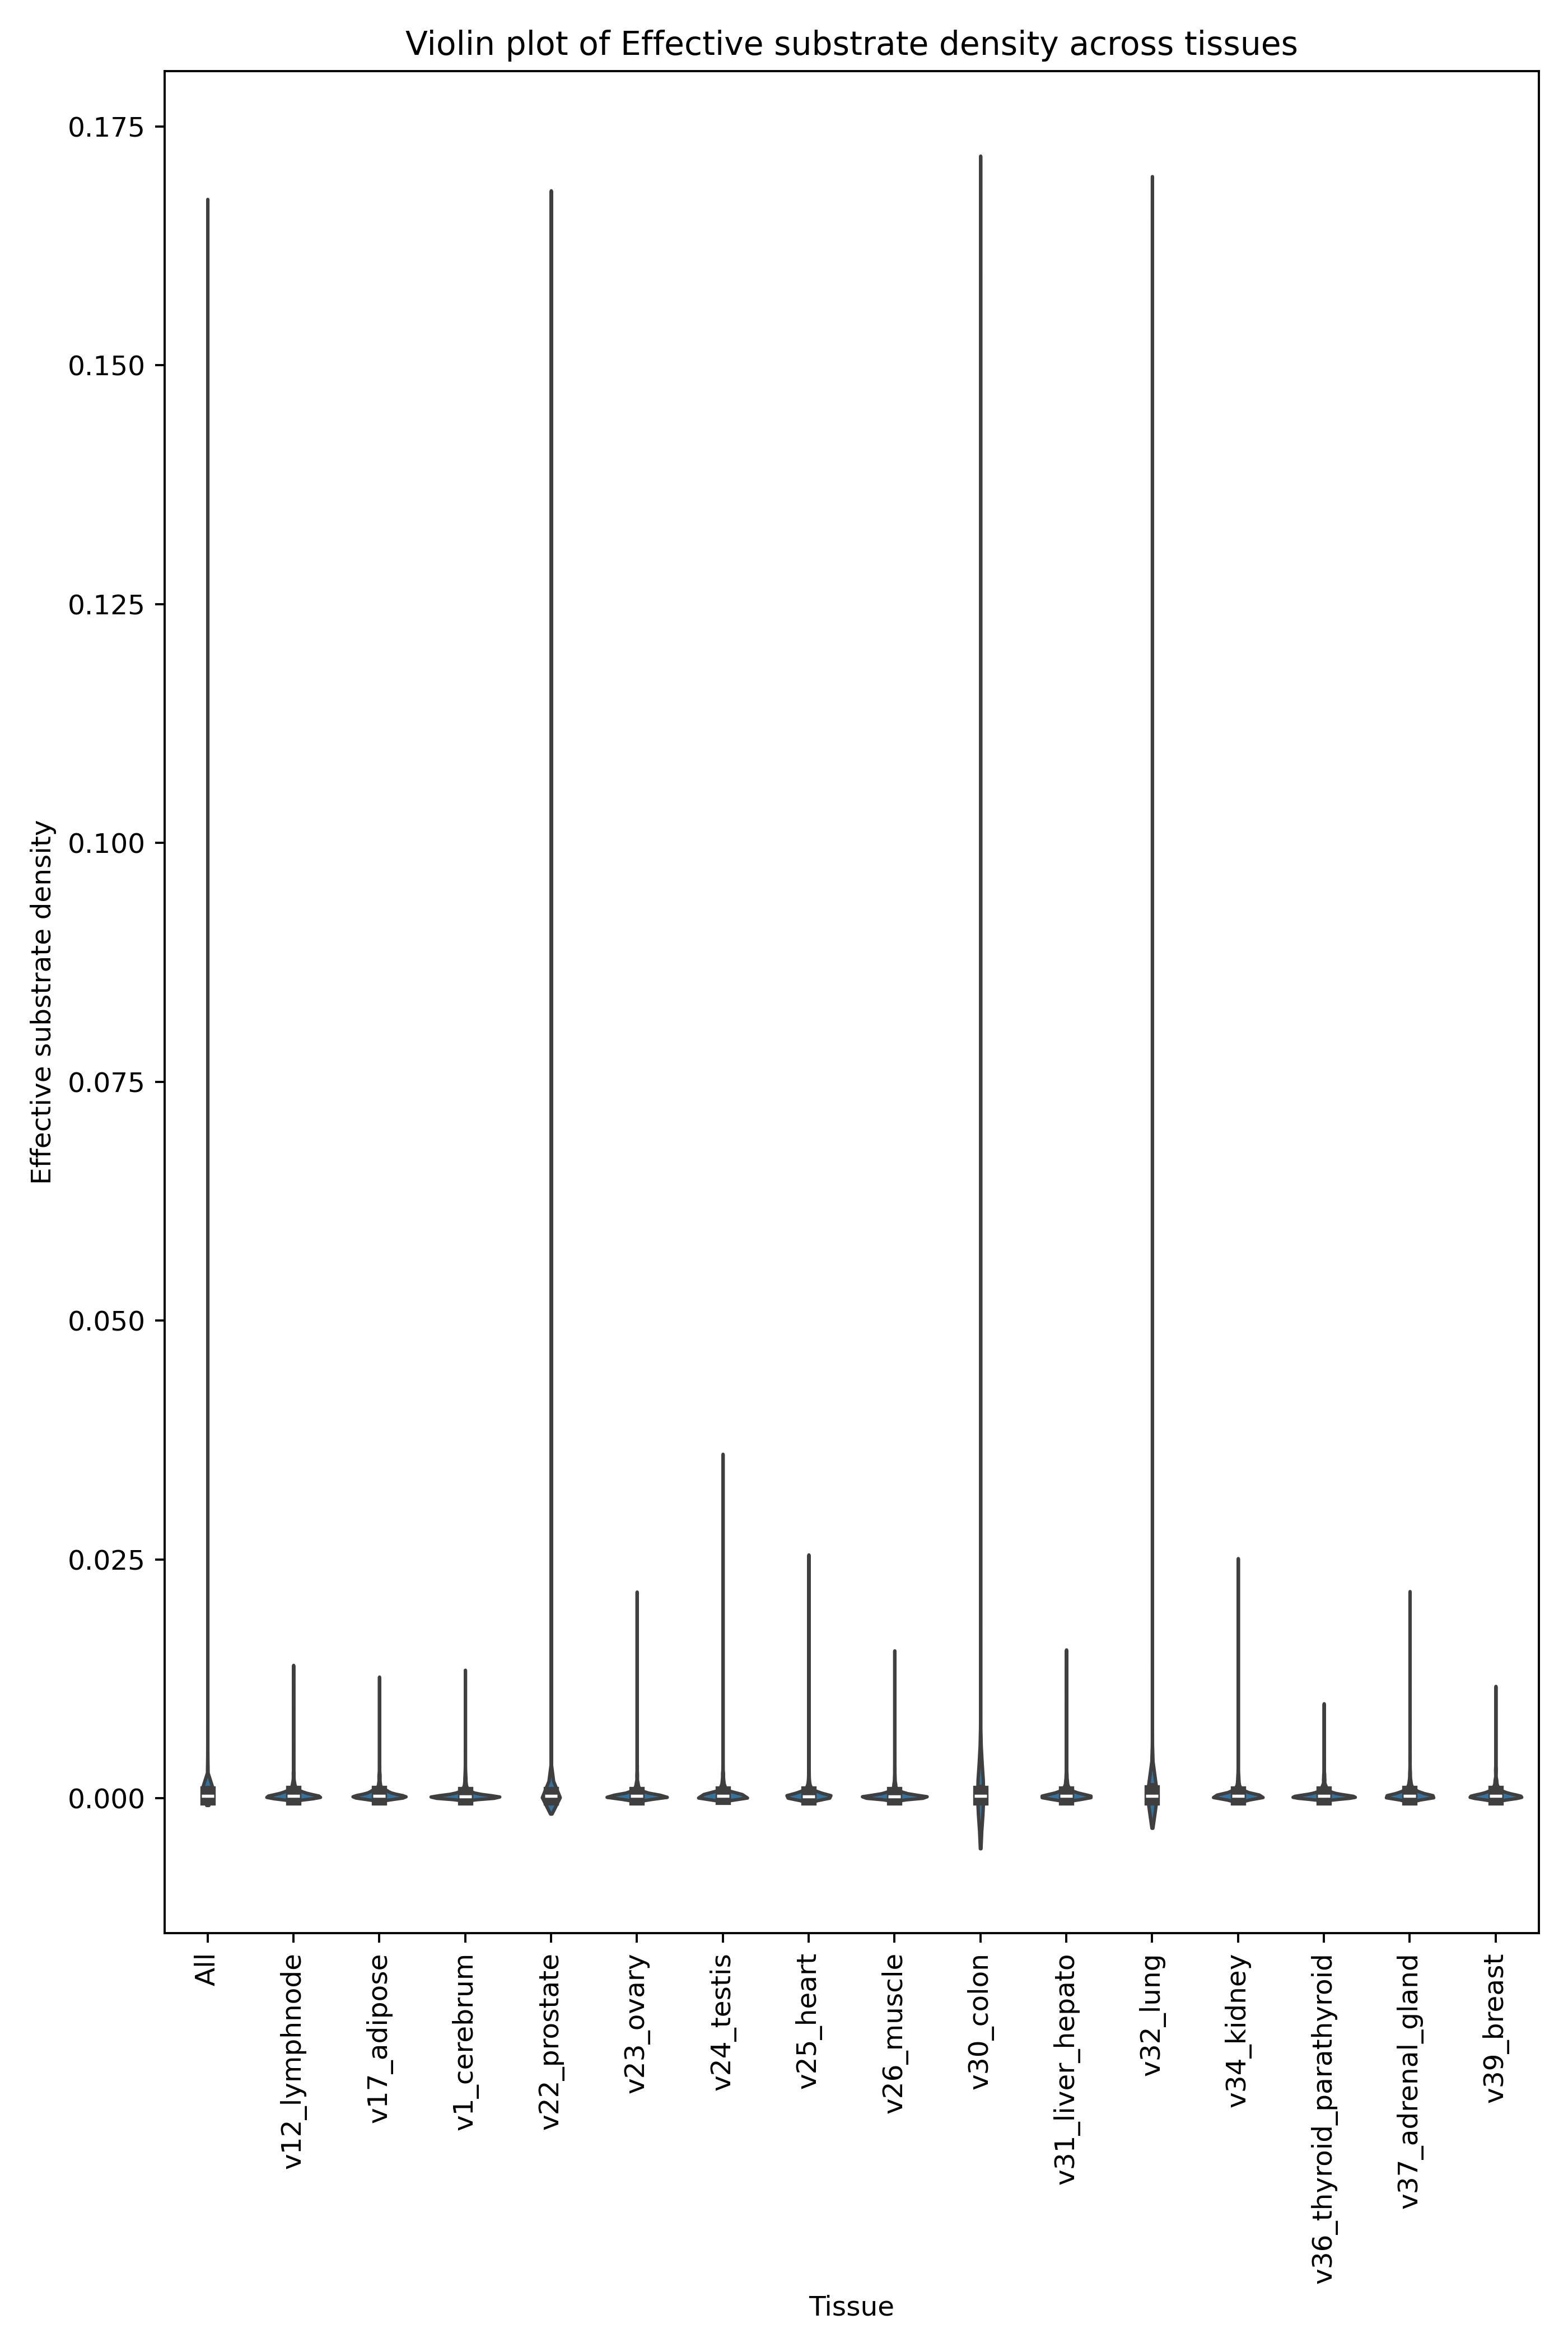 Violin plot of Effective substrate density across tissues
Effective substrate density
0.175
0.150
0.125
0.100
0.075
0.050
0.025
0.000
All
v12_lymphnode
v17_adipose
v1_cerebrum
v22_prostate
v23_ovary
v24_testis
v25_heart
v26_muscle
v30_colon
v31_liver_hepato
v32_lung
v34_kidney
v36_thyroid_parathyroid
v37_adrenal_gland
v39_breast
Tissue